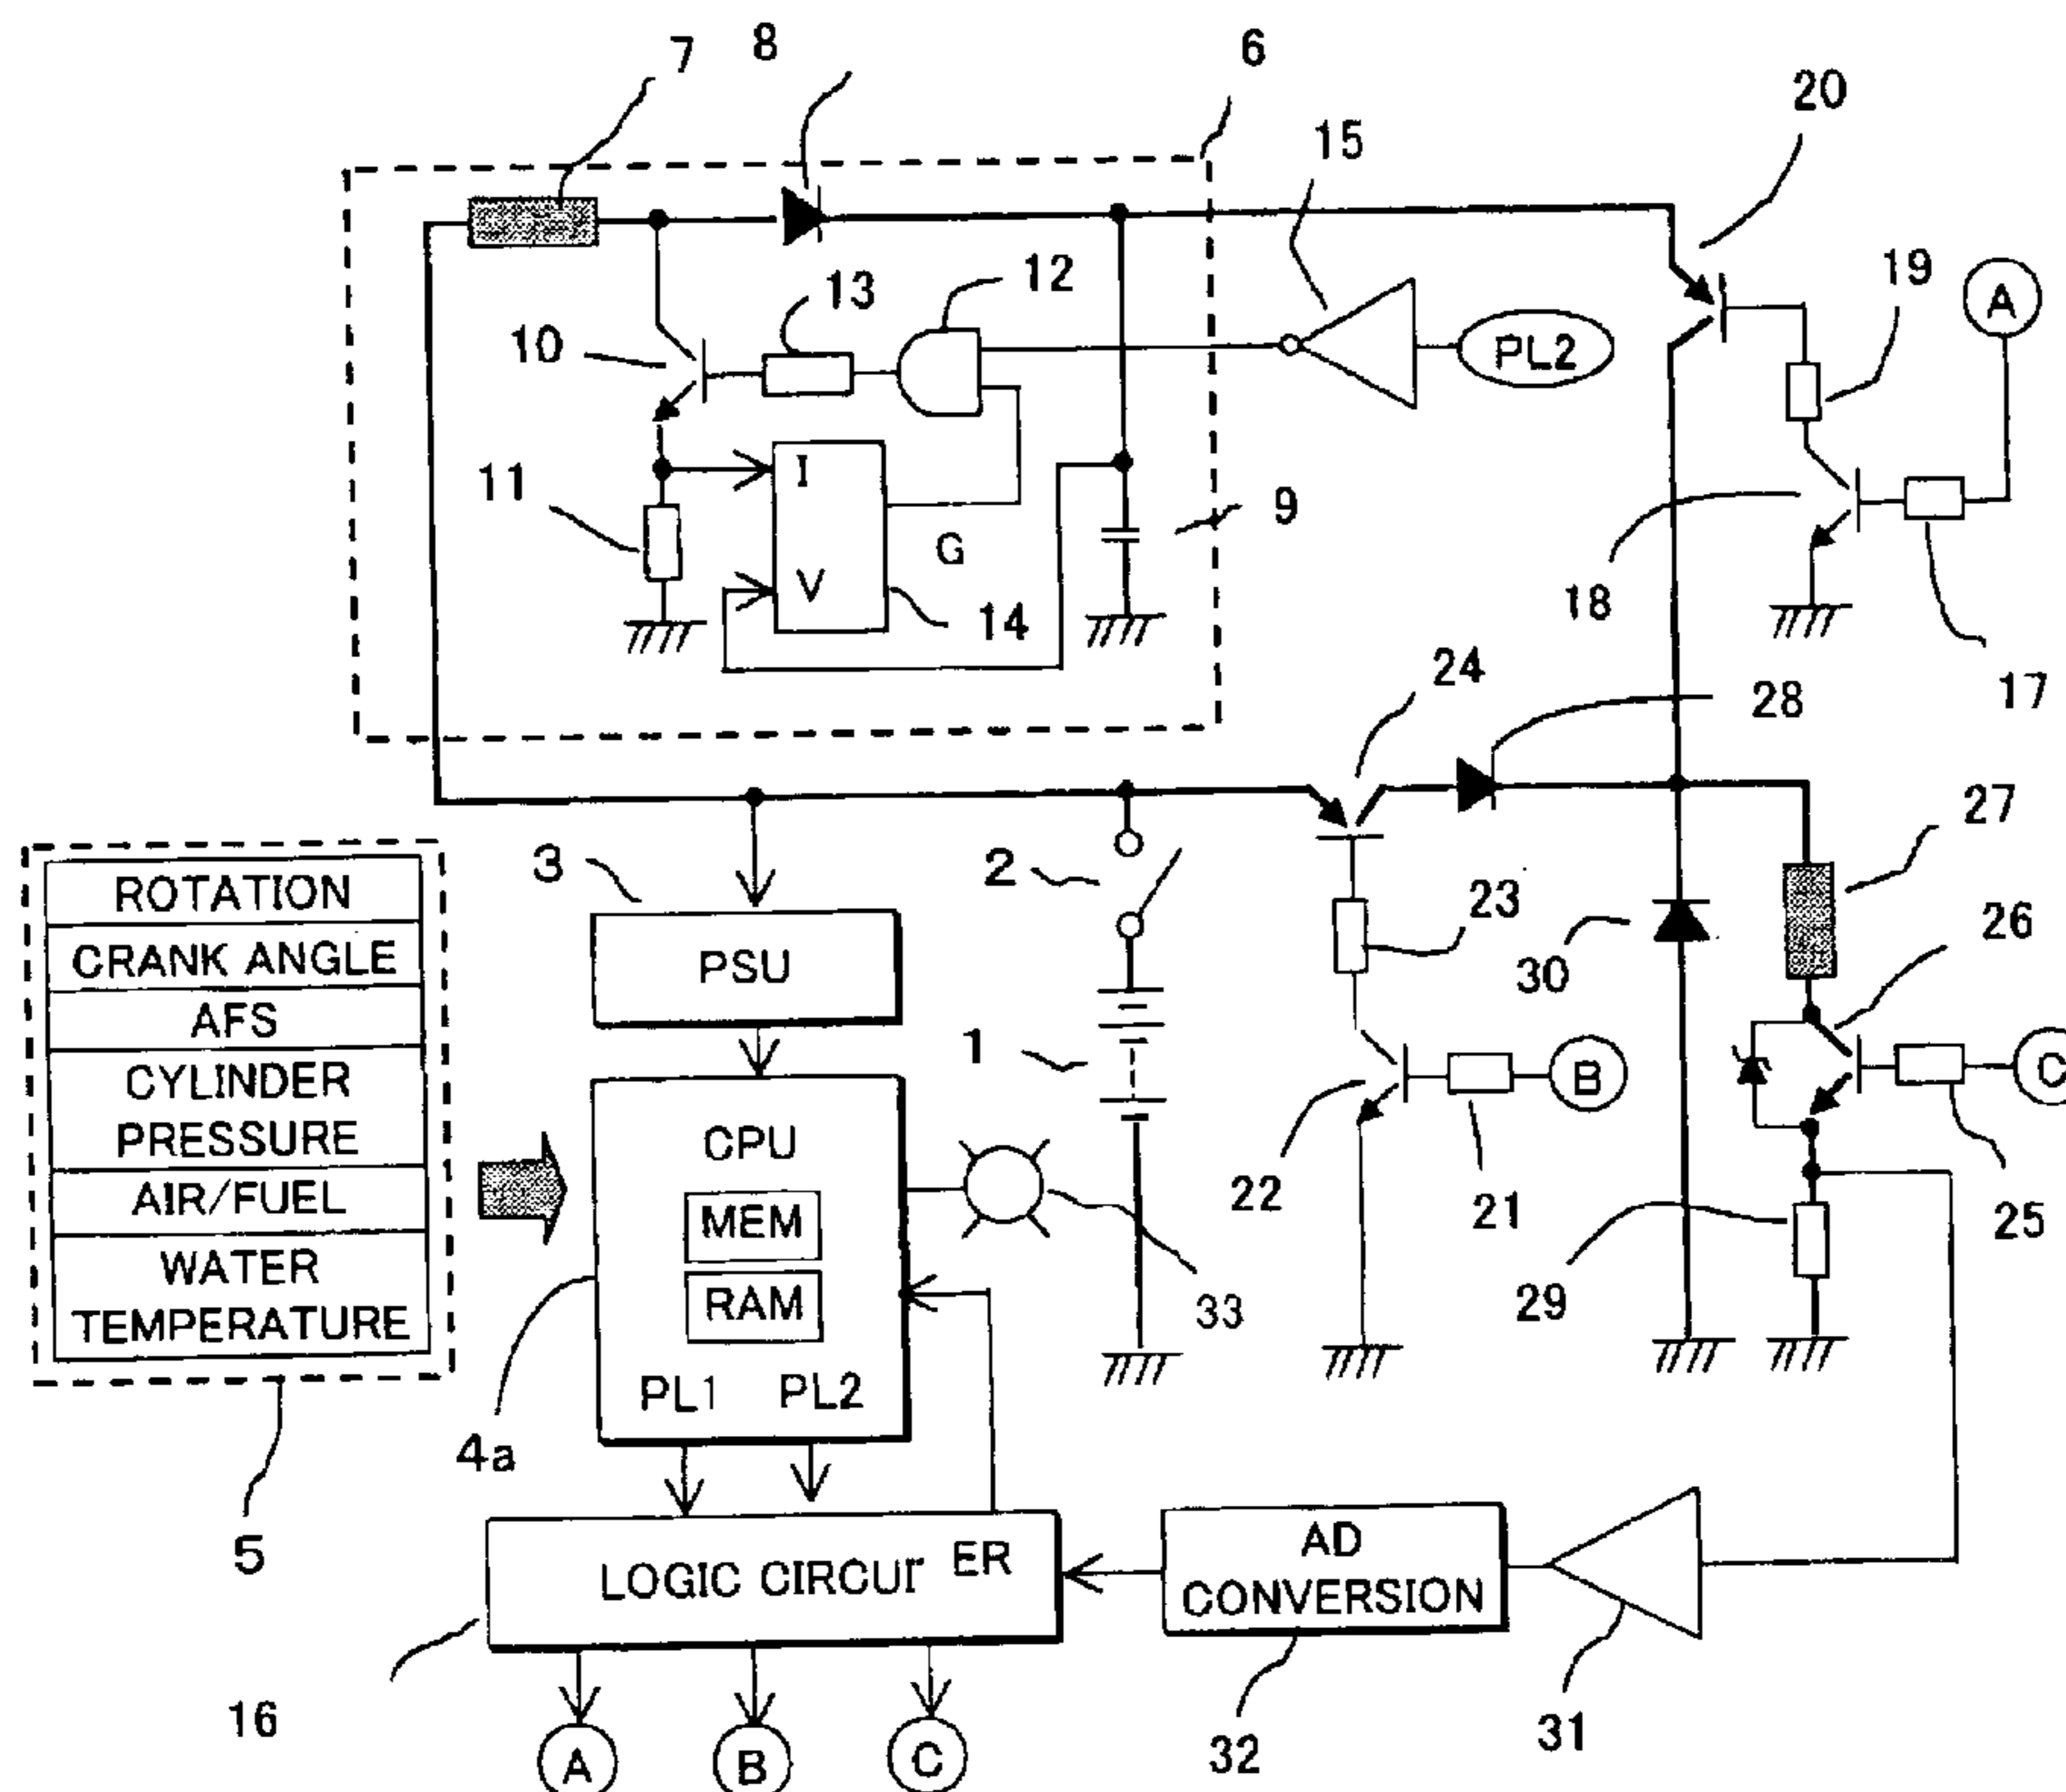 7
8
6
20
15
13
12
19
A
10
PL2
11
I
9
G
V
14
18
17
24
28
27
3
2
23
26
ROTATION
CRANK ANGLE
AFS
CYLINDER
PRESSURE
AIR/FUEL
WATER
TEMPERATURE
PSU
30
1
B
C
CPU
22
21
25
MEM
RAM
33
29
PL1 PL2
4a
5
LOGIC CIRCUIT
ER
AD
CONVERSION
16
32
31
A
B
C